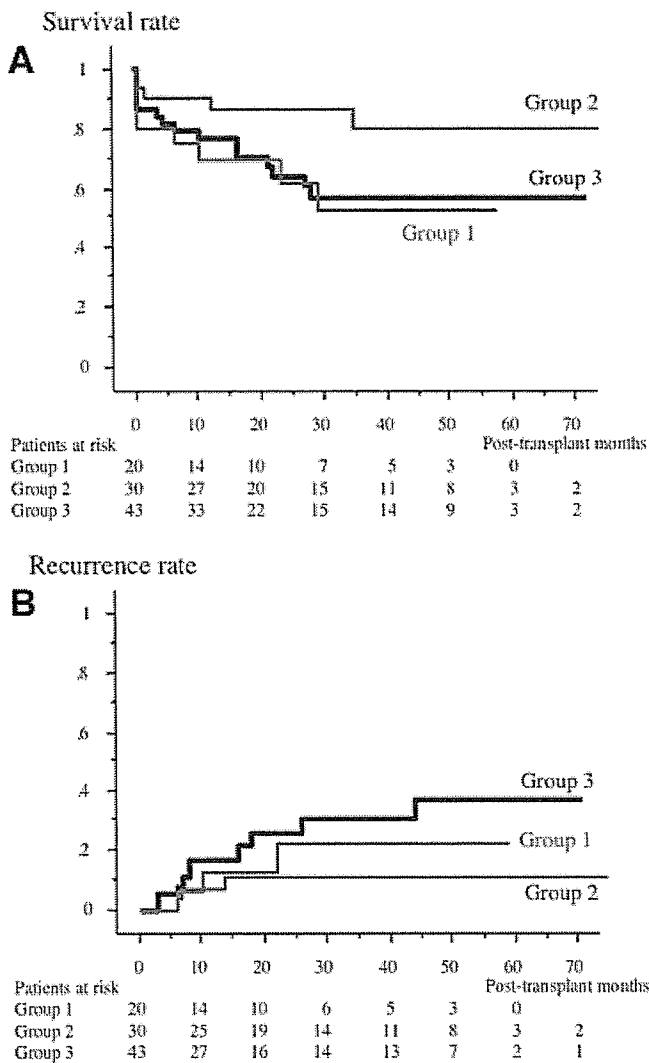 Survival rate
A
1
.8
.6
.4
.2
0
Group 2
Group 3
Group 1
0 10 20 30 40 50 60 70
Patients at risk Post-transplant months
Group 1 20 14 10 7 5 3 0
Group 2 30 27 20 15 11 8 3 2
Group 3 43 33 22 15 14 9 3 2
Recurrence rate
B
1
.8
.6
.4
.2
0
Group 3
Group 1
Group 2
0 10 20 30 40 50 60 70
Patients at risk Post-transplant months
Group 1 20 14 10 6 5 3 0
Group 2 30 25 19 14 11 8 3 2
Group 3 43 27 16 14 13 7 2 1